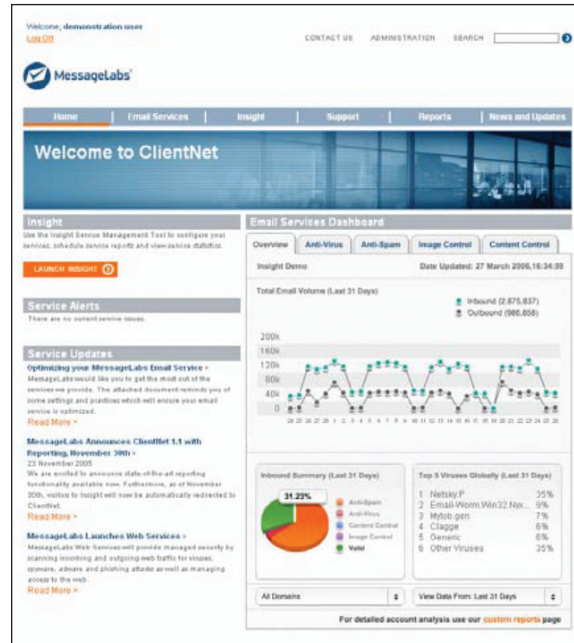 Welcome, demonstration user
Log Off
CONTACT US ADMINISTRATION SEARCH
MessageLabs
Home Email Services Insight Support Reports News and Updates
Welcome to ClientNet
Insight
Use the Insight Service Management Tool to configure your
services, schedule service reports and view service statistics.
LAUNCH INSIGHT
Service Alerts
There are no current service issues.
Service Updates
Optimizing your MessageLabs Email Service >
MessageLabs would like you to get the most out of the
services we provide. The attached document reminds you of
some settings and practices which will ensure your email
service is optimized.
Read More >
MessageLabs Announces ClientNet 1.1 with
Reporting, November 30th >
23 November 2005
We are excited to announce state-of-the-art reporting
functionality available now. Furthermore, as of November
30th, visitors to Insight will now be automatically redirected to
ClientNet.
Read More >
MessageLabs Launches Web Services >
MessageLabs Web Services will provide managed security by
scanning incoming and outgoing web traffic for viruses,
spyware, adware and phishing attacks as well as managing
access to the web.
Read More >
Email Services Dashboard
Overview Anti-Virus Anti-Spam Image Control Content Control
Insight Demo Date Updated: 27 March 2006,
Total Email Volume (Last 31 Days)
Inbound (2,875,837)
Outbound (986,858)
200k
160k
120k
80k
40k
0
Inbound Summary (Last 31 Days)
31.23%
Anti-Spam
Anti-Virus
Content Control
Image Control
Valid
Top 5 Viruses Globally (Last 31 Days)
1 Netsky.P 35%
2 Email-Worm.Win32.Nyx... 9%
3 Mytob.gen 7%
4 Clagge 6%
5 Generic 6%
6 Other Viruses 35%
All Domains
View Data From: Last 31 Days
For detailed account analysis use our custom reports page